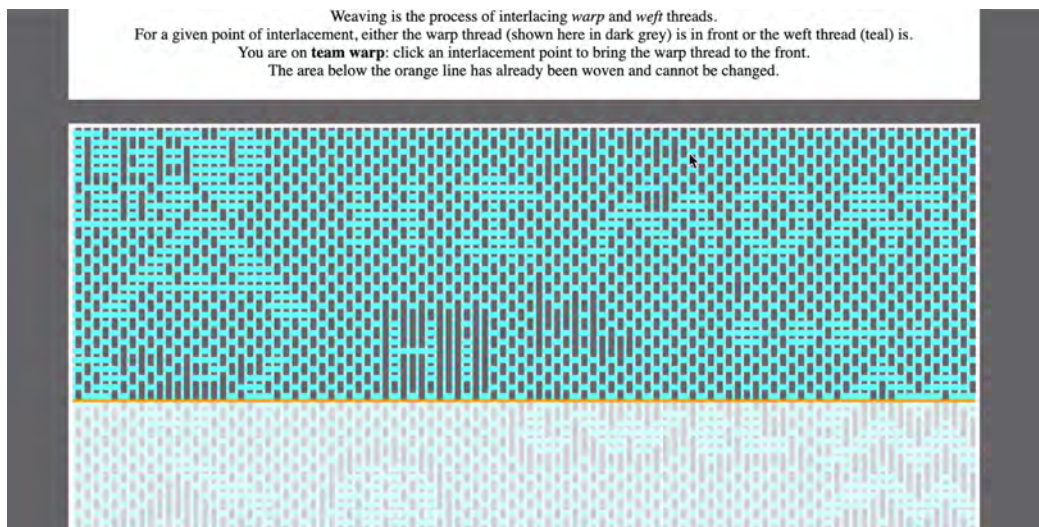 Weaving is the process of interlacing warp and weft threads.
For a given point of interlacement, either the warp thread (shown here in dark grey) is in front or the weft thread (teal) is.
You are on team warp: click an interlacement point to bring the warp thread to the front.
The area below the orange line has already been woven and cannot be changed.